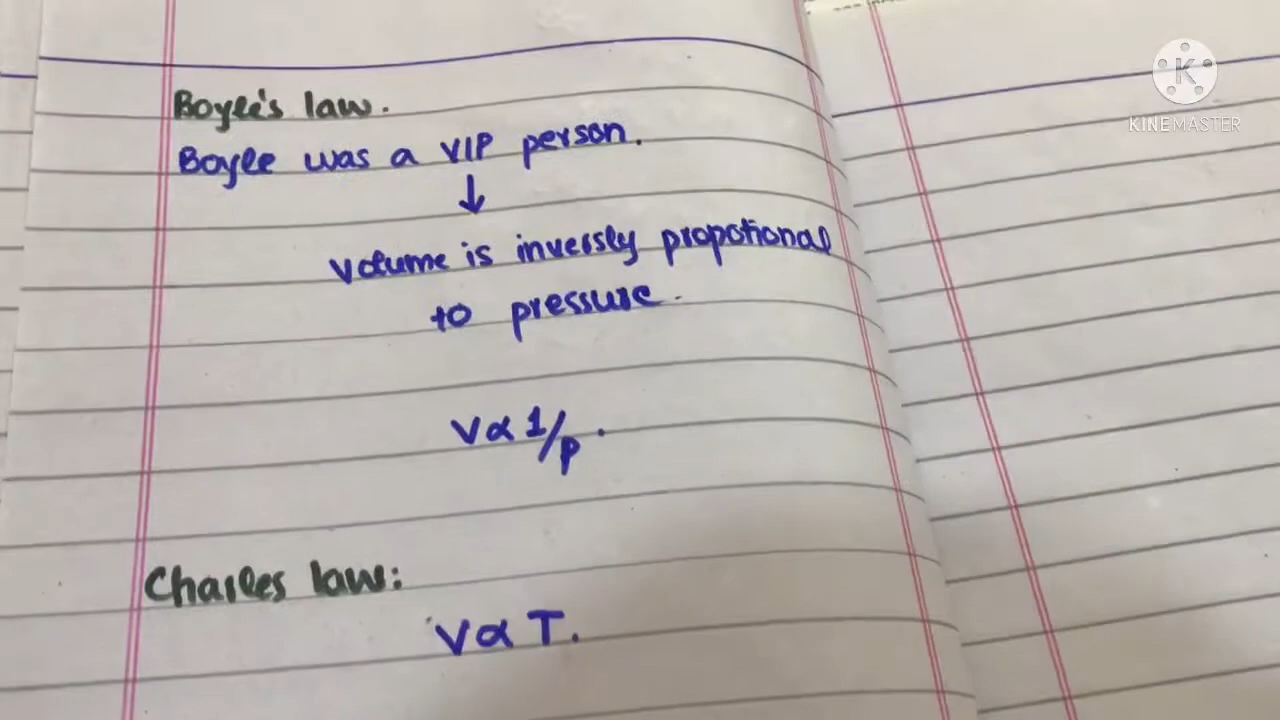 Boyle's law.
Boyle was a VIP person.
↓
Volume is inversly propotional
to pressure.
V∝1/p.
Charles law:
V∝T.
K
KINEMASTER